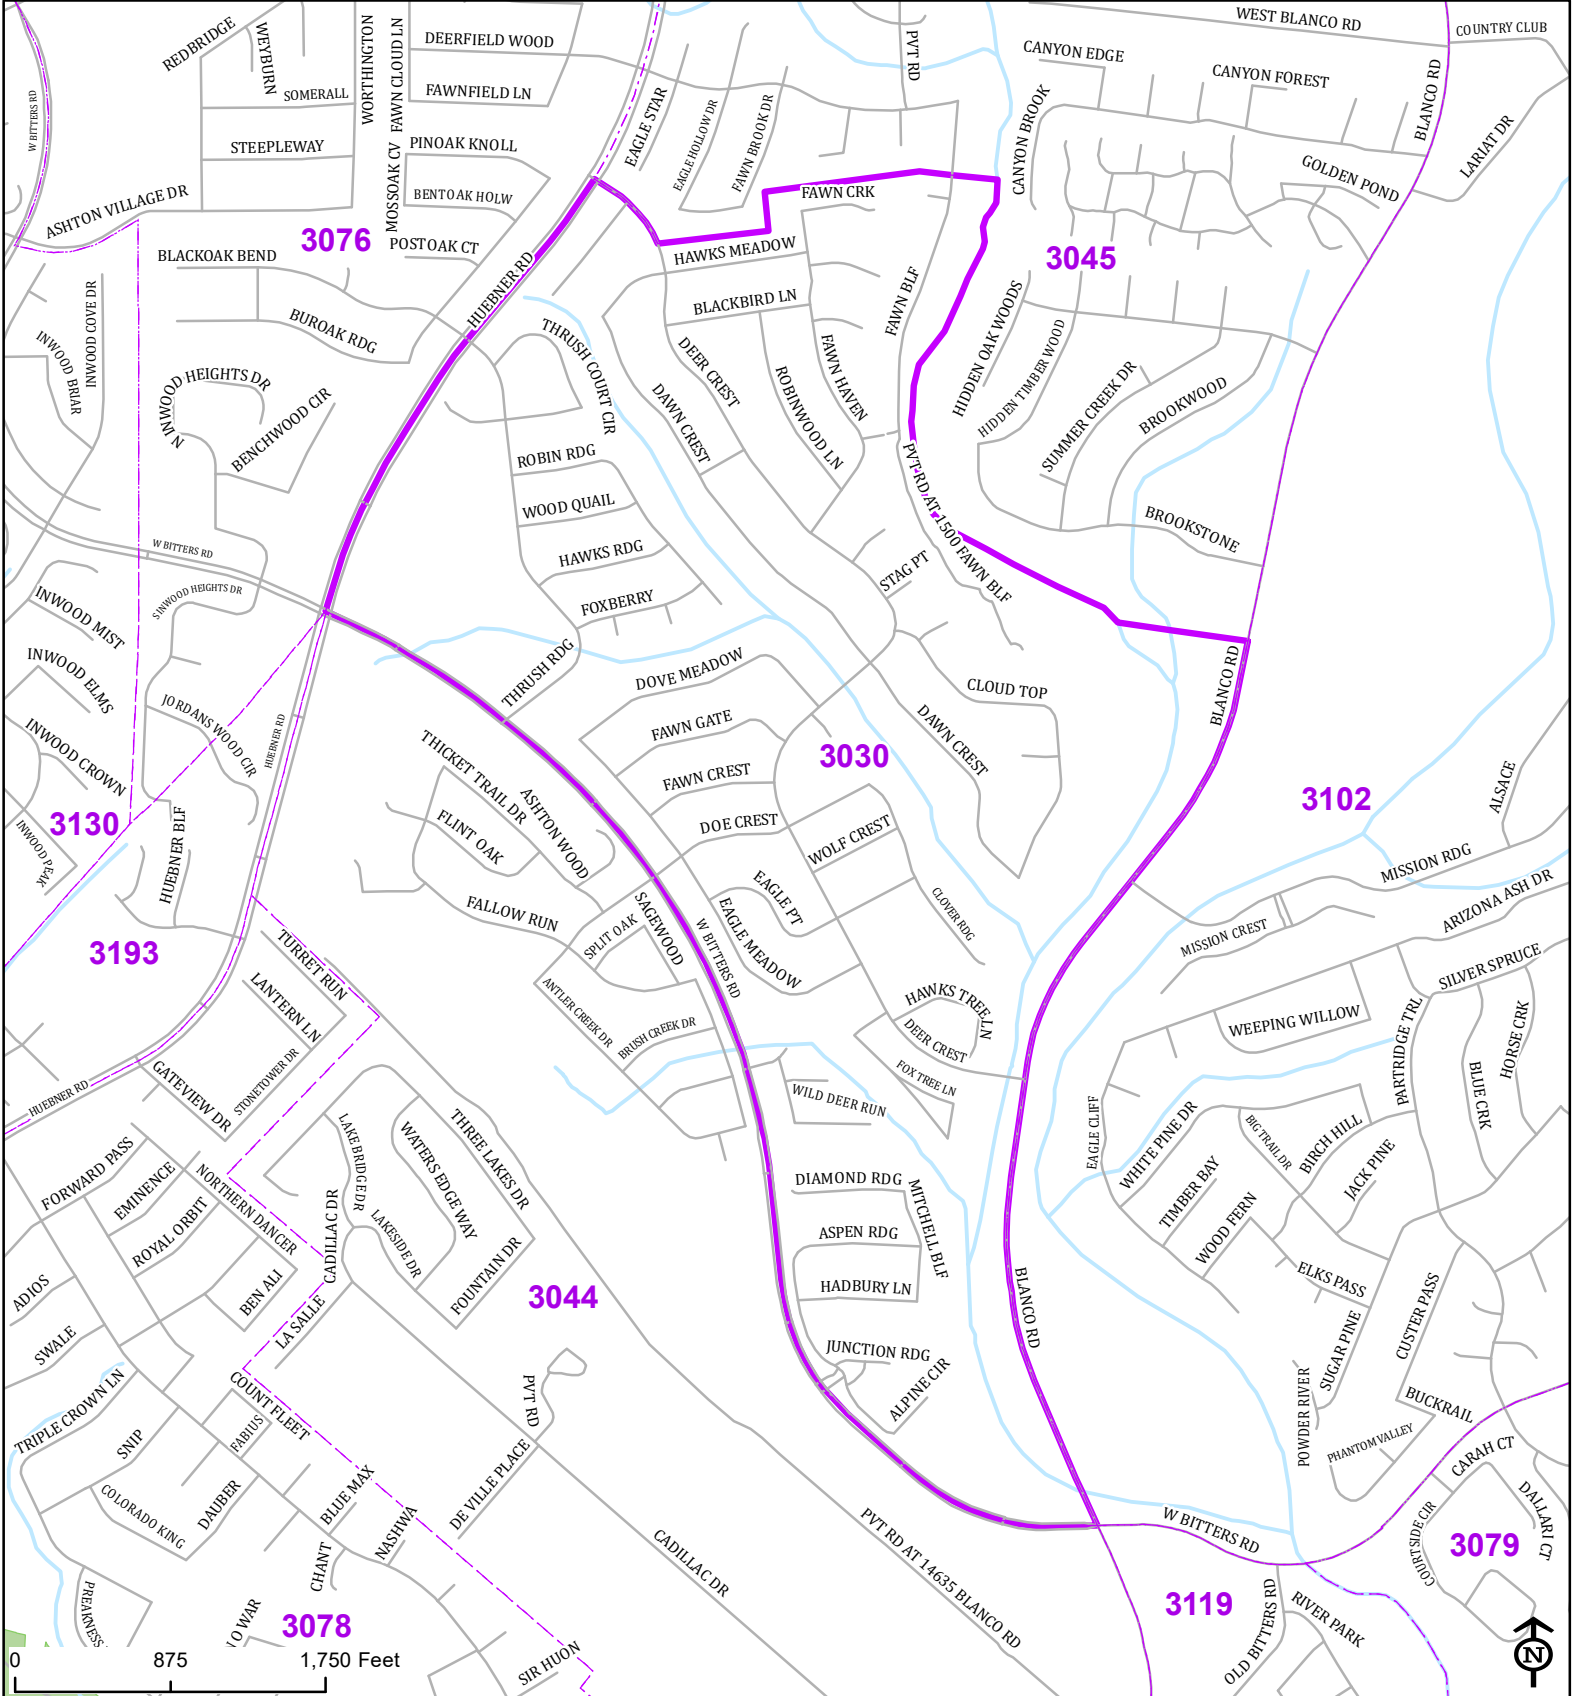 WEST BLANCO RD
COUNTRY CLUB
REDBRIDGE
WEYBURN
WORTHINGTON
FAWN CLOUD LN
DEERFIELD WOOD
PVT RD
CANYON EDGE
CANYON FOREST
BLANCO RD
LARIAT DR
W BITTERS RD
SOMERALL
FAWNFIELD LN
EAGLE STAR
EAGLE HOLLOW DR
FAWN BROOK DR
CANYON BROOK
STEEPLEWAY
PINOAK KNOLL
MOSSOAK CV
BENTOAK HOLW
GOLDEN POND
ASHTON VILLAGE DR
FAWN CRK
3076
POSTOAK CT
HAWKS MEADOW
3045
BLACKOAK BEND
HUEBNER RD
INWOOD COVE DR
BLACKBIRD LN
FAWN BLF
HIDDEN OAK WOODS
BUROAK RDG
THRUSH COURT CIR
DEER CREST
FAWN HAVEN
HIDDEN TIMBER WOOD
INWOOD BRIAR
N INWOOD HEIGHTS DR
BENCHWOOD CIR
DAWN CREST
ROBINWOOD LN
SUMMER CREEK DR
BROOKWOOD
ROBIN RDG
WOOD QUAIL
PVT RD AT 1500 FAWN BLF
BROOKSTONE
W BITTERS RD
HAWKS RDG
STAG PT
S INWOOD HEIGHTS DR
FOXBERRY
INWOOD MIST
INWOOD ELMS
THRUSH RDG
DOVE MEADOW
CLOUD TOP
BLANCO RD
JORDANS WOOD CIR
HUEBNER RD
FAWN GATE
DAWN CREST
INWOOD CROWN
THICKET TRAIL DR
3030
FAWN CREST
3102
ALSACE
3130
ASHTON WOOD
FLINT OAK
DOE CREST
WOLF CREST
INWOOD PEAK
HUEBNER BLF
MISSION RDG
EAGLE PT
CLOVER RDG
ARIZONA ASH DR
FALLOW RUN
SPLIT OAK
SAGEWOOD
W BITTERS RD
EAGLE MEADOW
MISSION CREST
3193
TURRET RUN
SILVER SPRUCE
LANTERN LN
ANTLER CREEK DR
BRUSH CREEK DR
HAWKS TREE LN
DEER CREST
WEEPING WILLOW
PARTRIDGE TRL
HORSE CRK
STONETOWER DR
GATEVIEW DR
FOX TREE LN
BLUE CRK
HUEBNER RD
WILD DEER RUN
EAGLE CLIFF
WHITE PINE DR
BIG TRAIL DR
BIRCH HILL
JACK PINE
FORWARD PASS
LAKEBRIDGE DR
WATERS EDGE WAY
THREE LAKES DR
EMINENCE
NORTHERN DANCER
DIAMOND RDG
MITCHELL BLF
TIMBER BAY
WOOD FERN
ROYAL ORBIT
CADILLAC DR
LAKESIDE DR
ASPEN RDG
FOUNTAIN DR
HADBURY LN
ELKS PASS
ADIOS
BEN ALI
3044
LA SALLE
BLANCO RD
CUSTER PASS
SUGAR PINE
SWALE
JUNCTION RDG
ALPINE CIR
TRIPLE CROWN LN
COUNT FLEET
PVT RD
POWDER RIVER
BUCKRAIL
FABIUS
SNIP
PHANTOM VALLEY
CARAH CT
COLORADO KING
DAUBER
BLUE MAX
DE VILLE PLACE
DALLARI CT
NASHWA
CHANT
W BITTERS RD
COURTSIDE CIR
3079
CADILLAC DR
PVT RD AT 14635 BLANCO RD
PREAKNESS
3119
OLD BITTERS RD
RIVER PARK
3078
O WAR
SIR HUON
0 875 1,750 Feet
N